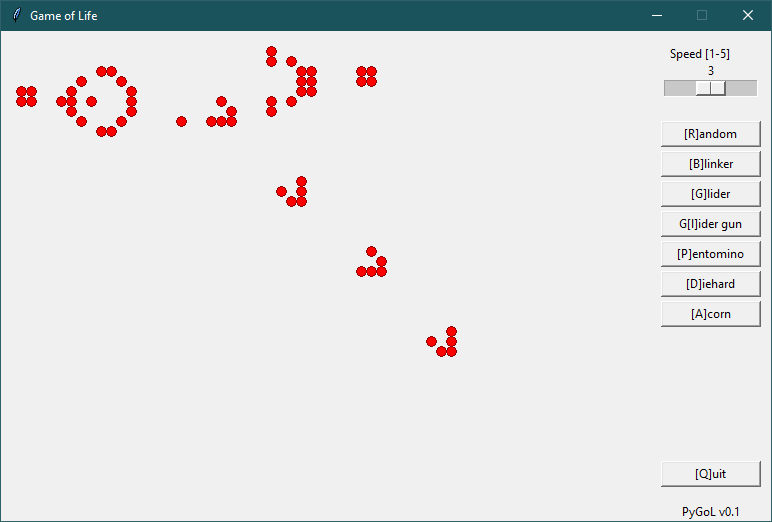 Game of Life
Speed [1-5]
3
[R]andom
[B]linker
[G]lider
G[l]ider gun
[P]entomino
[D]iehard
[A]corn
[Q]uit
PyGoL v0.1